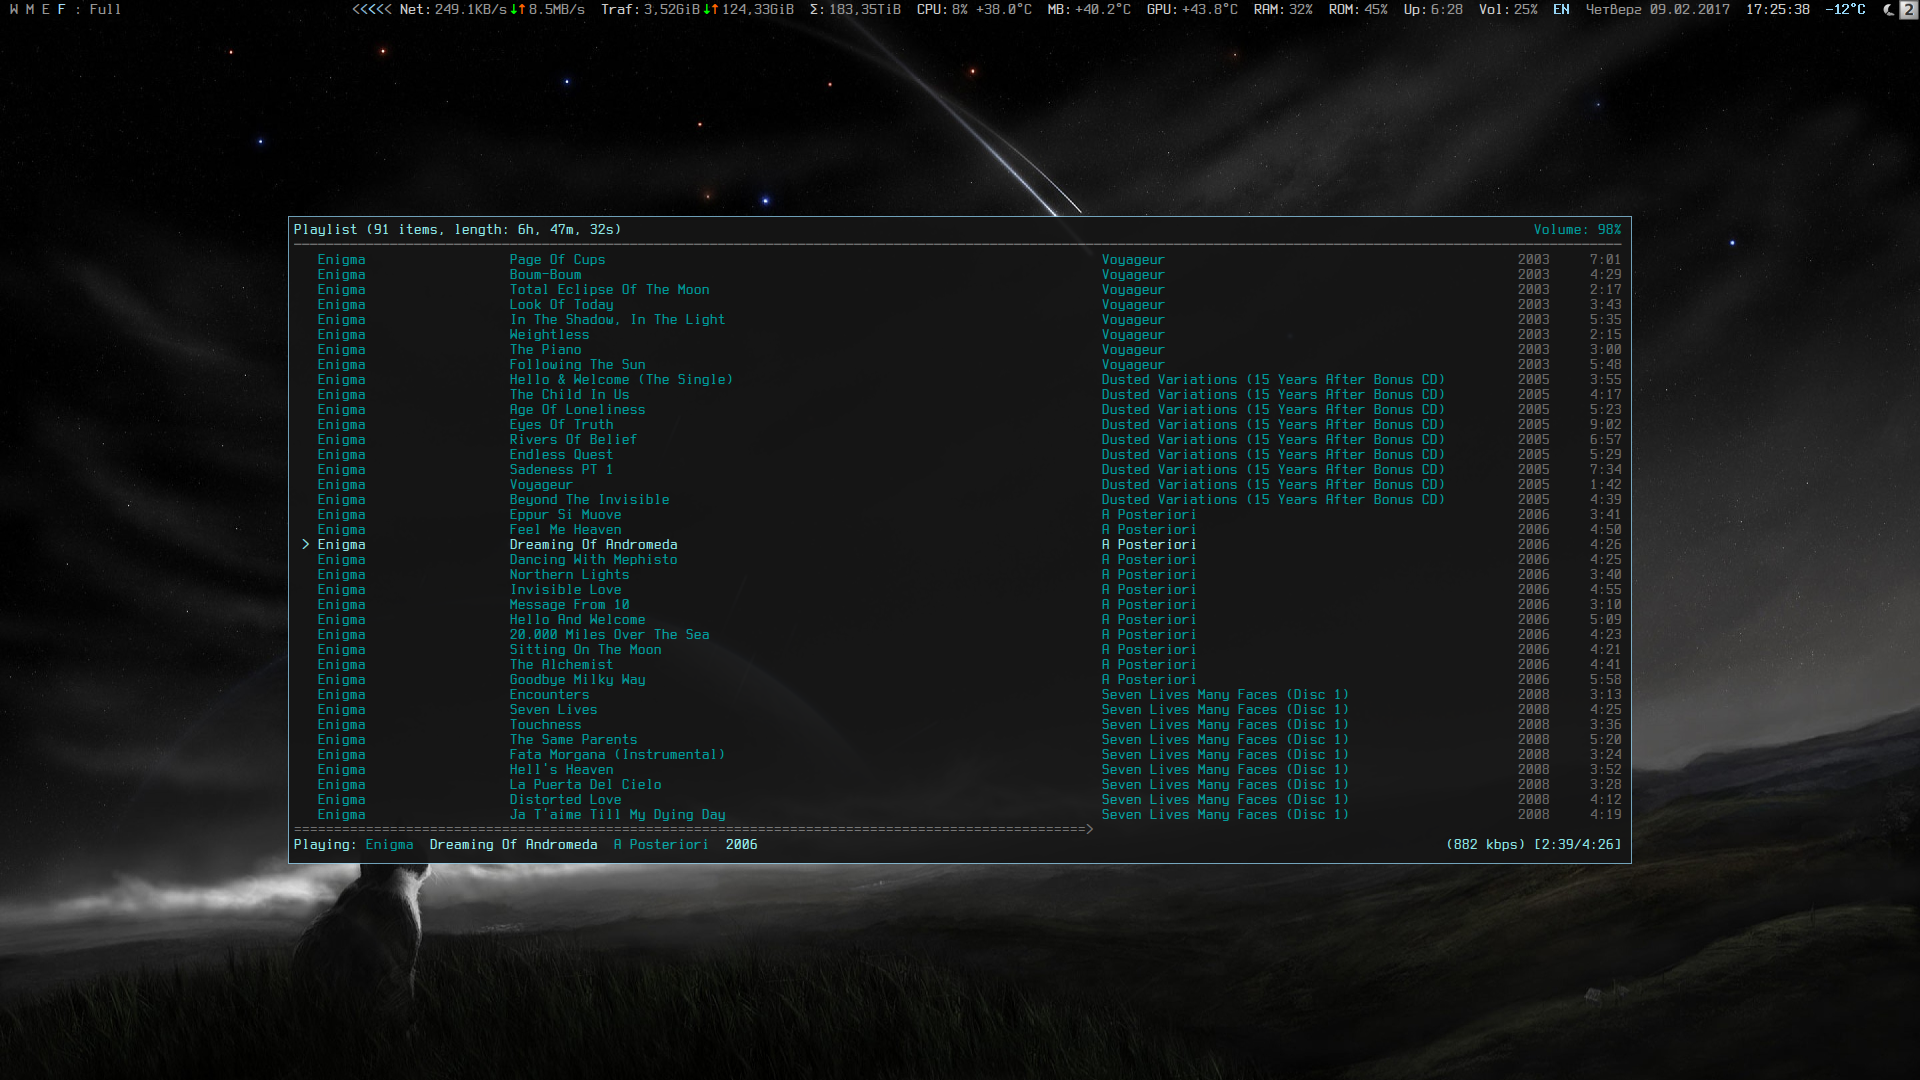 W M E F : Full <<<<< Net: 249.1KB/s↓↑8.5MB/s Traf: 3,52GiB↓↑124,33GiB Σ: 183,35TiB CPU: 8% +38.0°C MB: +40.2°C GPU: +43.8°C RAM: 32% ROM: 45% Up: 6:28 Vol: 25% EN Четверг 09.02.2017 17:25:38 -12°C 2
Playlist (91 items, length: 6h, 47m, 32s) Volume: 98%
Enigma Page Of Cups Voyageur 2003 7:01
Enigma Boum-Boum Voyageur 2003 4:29
Enigma Total Eclipse Of The Moon Voyageur 2003 2:17
Enigma Look Of Today Voyageur 2003 3:43
Enigma In The Shadow, In The Light Voyageur 2003 5:35
Enigma Weightless Voyageur 2003 2:15
Enigma The Piano Voyageur 2003 3:00
Enigma Following The Sun Voyageur 2003 5:48
Enigma Hello & Welcome (The Single) Dusted Variations (15 Years After Bonus CD) 2005 3:55
Enigma The Child In Us Dusted Variations (15 Years After Bonus CD) 2005 4:17
Enigma Age Of Loneliness Dusted Variations (15 Years After Bonus CD) 2005 5:23
Enigma Eyes Of Truth Dusted Variations (15 Years After Bonus CD) 2005 9:02
Enigma Rivers Of Belief Dusted Variations (15 Years After Bonus CD) 2005 6:57
Enigma Endless Quest Dusted Variations (15 Years After Bonus CD) 2005 5:29
Enigma Sadeness PT 1 Dusted Variations (15 Years After Bonus CD) 2005 7:34
Enigma Voyageur Dusted Variations (15 Years After Bonus CD) 2005 1:42
Enigma Beyond The Invisible Dusted Variations (15 Years After Bonus CD) 2005 4:39
Enigma Eppur Si Muove A Posteriori 2006 3:41
Enigma Feel Me Heaven A Posteriori 2006 4:50
> Enigma Dreaming Of Andromeda A Posteriori 2006 4:26
Enigma Dancing With Mephisto A Posteriori 2006 4:25
Enigma Northern Lights A Posteriori 2006 3:40
Enigma Invisible Love A Posteriori 2006 4:55
Enigma Message From 10 A Posteriori 2006 3:10
Enigma Hello And Welcome A Posteriori 2006 5:09
Enigma 20.000 Miles Over The Sea A Posteriori 2006 4:23
Enigma Sitting On The Moon A Posteriori 2006 4:21
Enigma The Alchemist A Posteriori 2006 4:41
Enigma Goodbye Milky Way A Posteriori 2006 5:58
Enigma Encounters Seven Lives Many Faces (Disc 1) 2008 3:13
Enigma Seven Lives Seven Lives Many Faces (Disc 1) 2008 4:25
Enigma Touchness Seven Lives Many Faces (Disc 1) 2008 3:36
Enigma The Same Parents Seven Lives Many Faces (Disc 1) 2008 5:20
Enigma Fata Morgana (Instrumental) Seven Lives Many Faces (Disc 1) 2008 3:24
Enigma Hell's Heaven Seven Lives Many Faces (Disc 1) 2008 3:52
Enigma La Puerta Del Cielo Seven Lives Many Faces (Disc 1) 2008 3:28
Enigma Distorted Love Seven Lives Many Faces (Disc 1) 2008 4:12
Enigma Ja T'aime Till My Dying Day Seven Lives Many Faces (Disc 1) 2008 4:19
Playing: Enigma Dreaming Of Andromeda A Posteriori 2006 (882 kbps) [2:39/4:26]